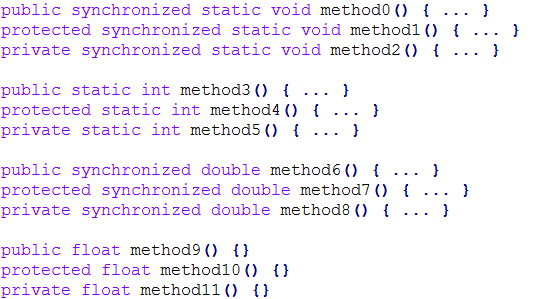 public synchronized static void method0() { ... }
protected synchronized static void method1() { ... }
private synchronized static void method2() { ... }
public static int method3() { ... }
protected static int method4() { ... }
private static int method5() { ... }
public synchronized double method6() { ... }
protected synchronized double method7() { ... }
private synchronized double method8() { ... }
public float method9() {}
protected float method10() {}
private float method11() {}